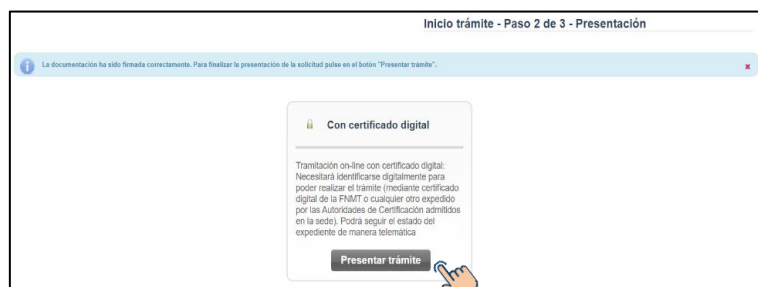 Inicio trámite - Paso 2 de 3 - Presentación
La documentación ha sido firmada correctamente. Para finalizar la presentación de la solicitud pulse en el botón "Presentar trámite".
Con certificado digital
Tramitación on-line con certificado digital:
Necesitará identificarse digitalmente para
poder realizar el trámite (mediante certificado
digital de la FNMT o cualquier otro expedido
por las Autoridades de Certificación admitidos
en la sede). Podrá seguir el estado del
expediente de manera telemática
Presentar trámite